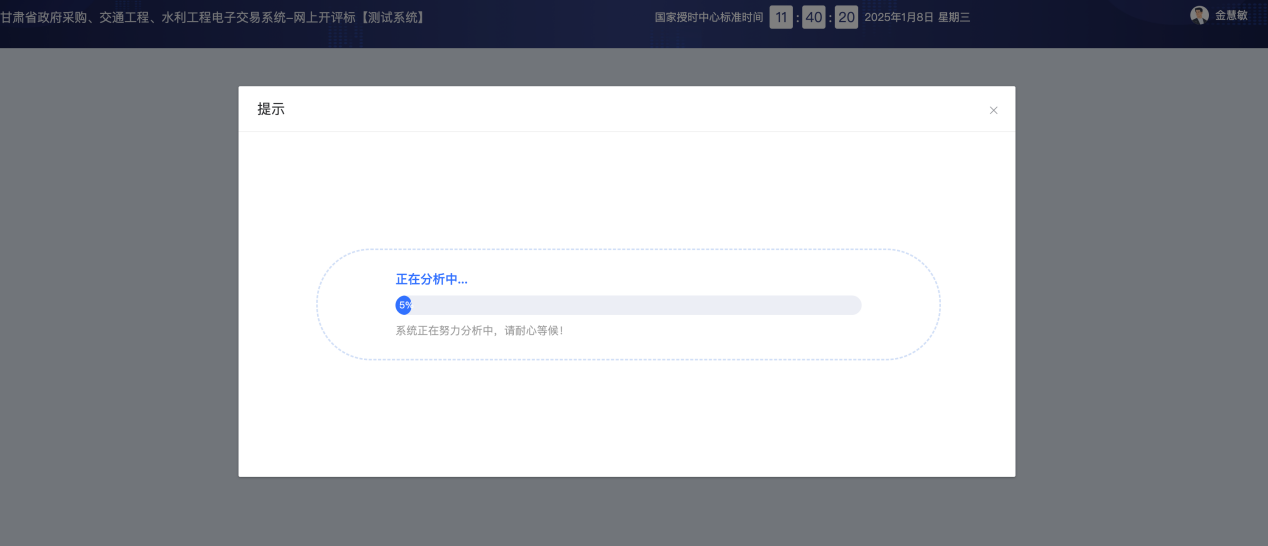 甘肃省政府采购、交通工程、水利工程电子交易系统-网上开评标【测试系统】
国家授时中心标准时间 11 : 40 : 20 2025年1月8日 星期三
金慧敏
提示
正在分析中...
5%
系统正在努力分析中，请耐心等候！